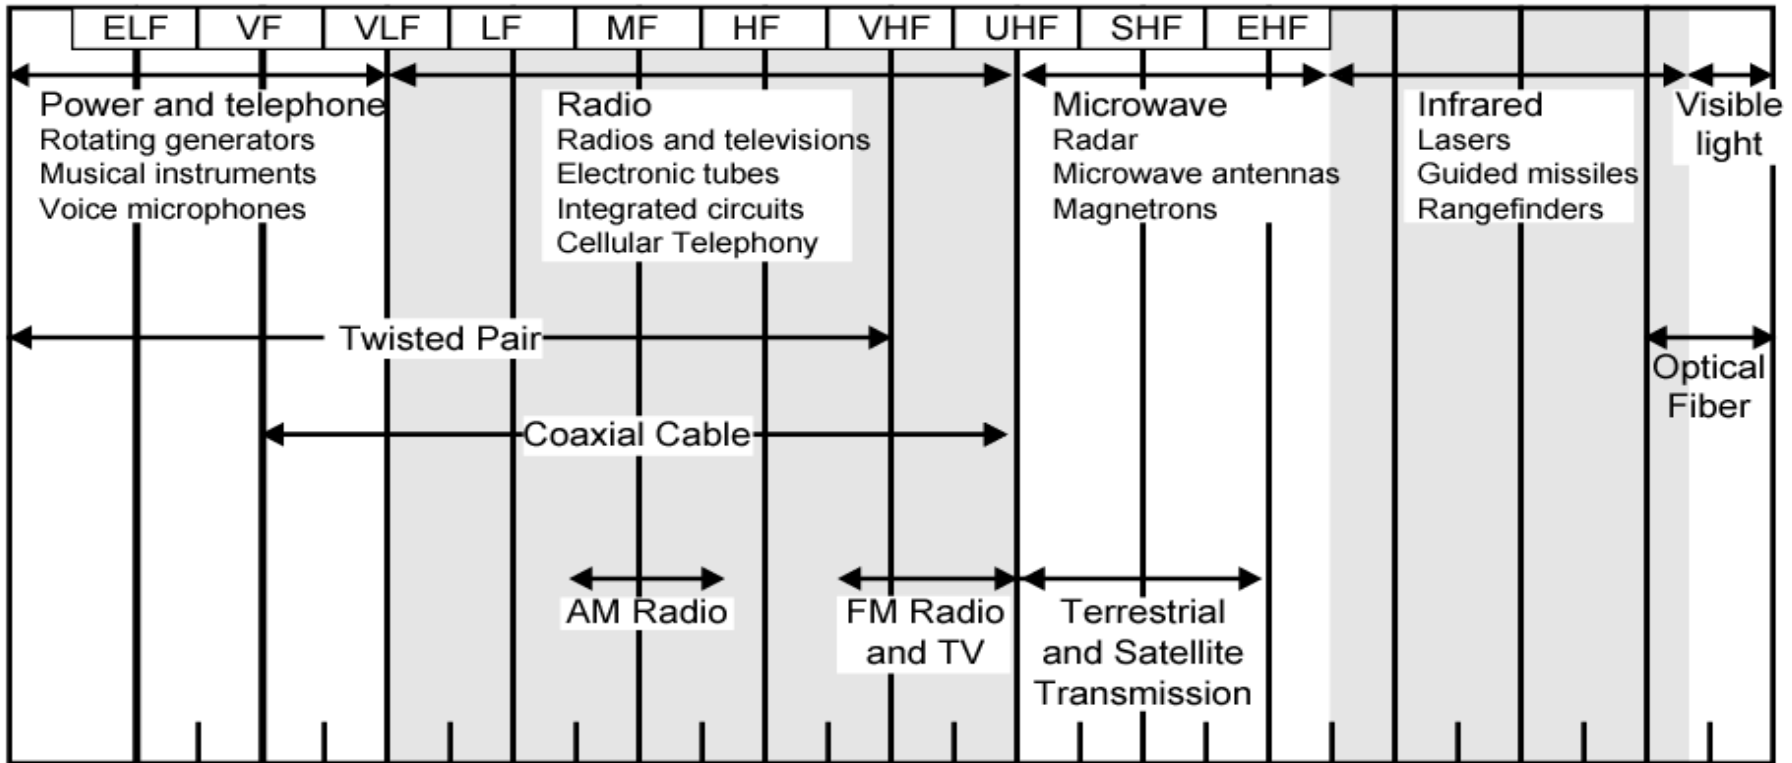 ELF VF VLF LF MF HF VHF UHF SHF EHF
Power and telephone
Rotating generators
Musical instruments
Voice microphones
Radio
Radios and televisions
Electronic tubes
Integrated circuits
Cellular Telephony
Microwave
Radar
Microwave antennas
Magnetrons
Infrared
Lasers
Guided missiles
Rangefinders
Visible
light
Twisted Pair
Optical
Fiber
Coaxial Cable
AM Radio
FM Radio
and TV
Terrestrial
and Satellite
Transmission